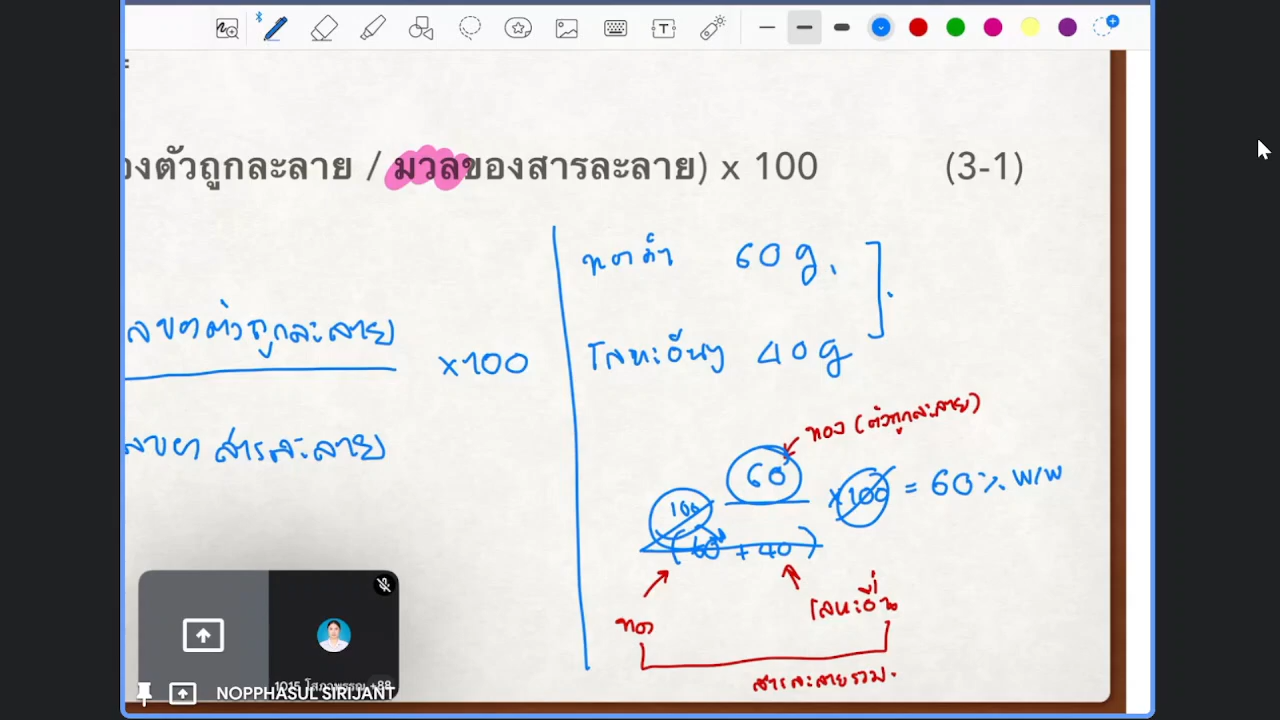 องตัวถูกละลาย / มวลของสารละลาย) x 100 (3-1)
ลของตัวถูกละลาย
x100
ลของ สารละลาย
ทองคำ 60 g.
โลหะอื่นๆ 40 g
ทอง (ตัวถูกละลาย)
60
100
x100 = 60% w/w
(60 + 40)
ทอง
โลหะอื่น
สารละลายรวม.
+88
NOPPHASUL SIRIJANT